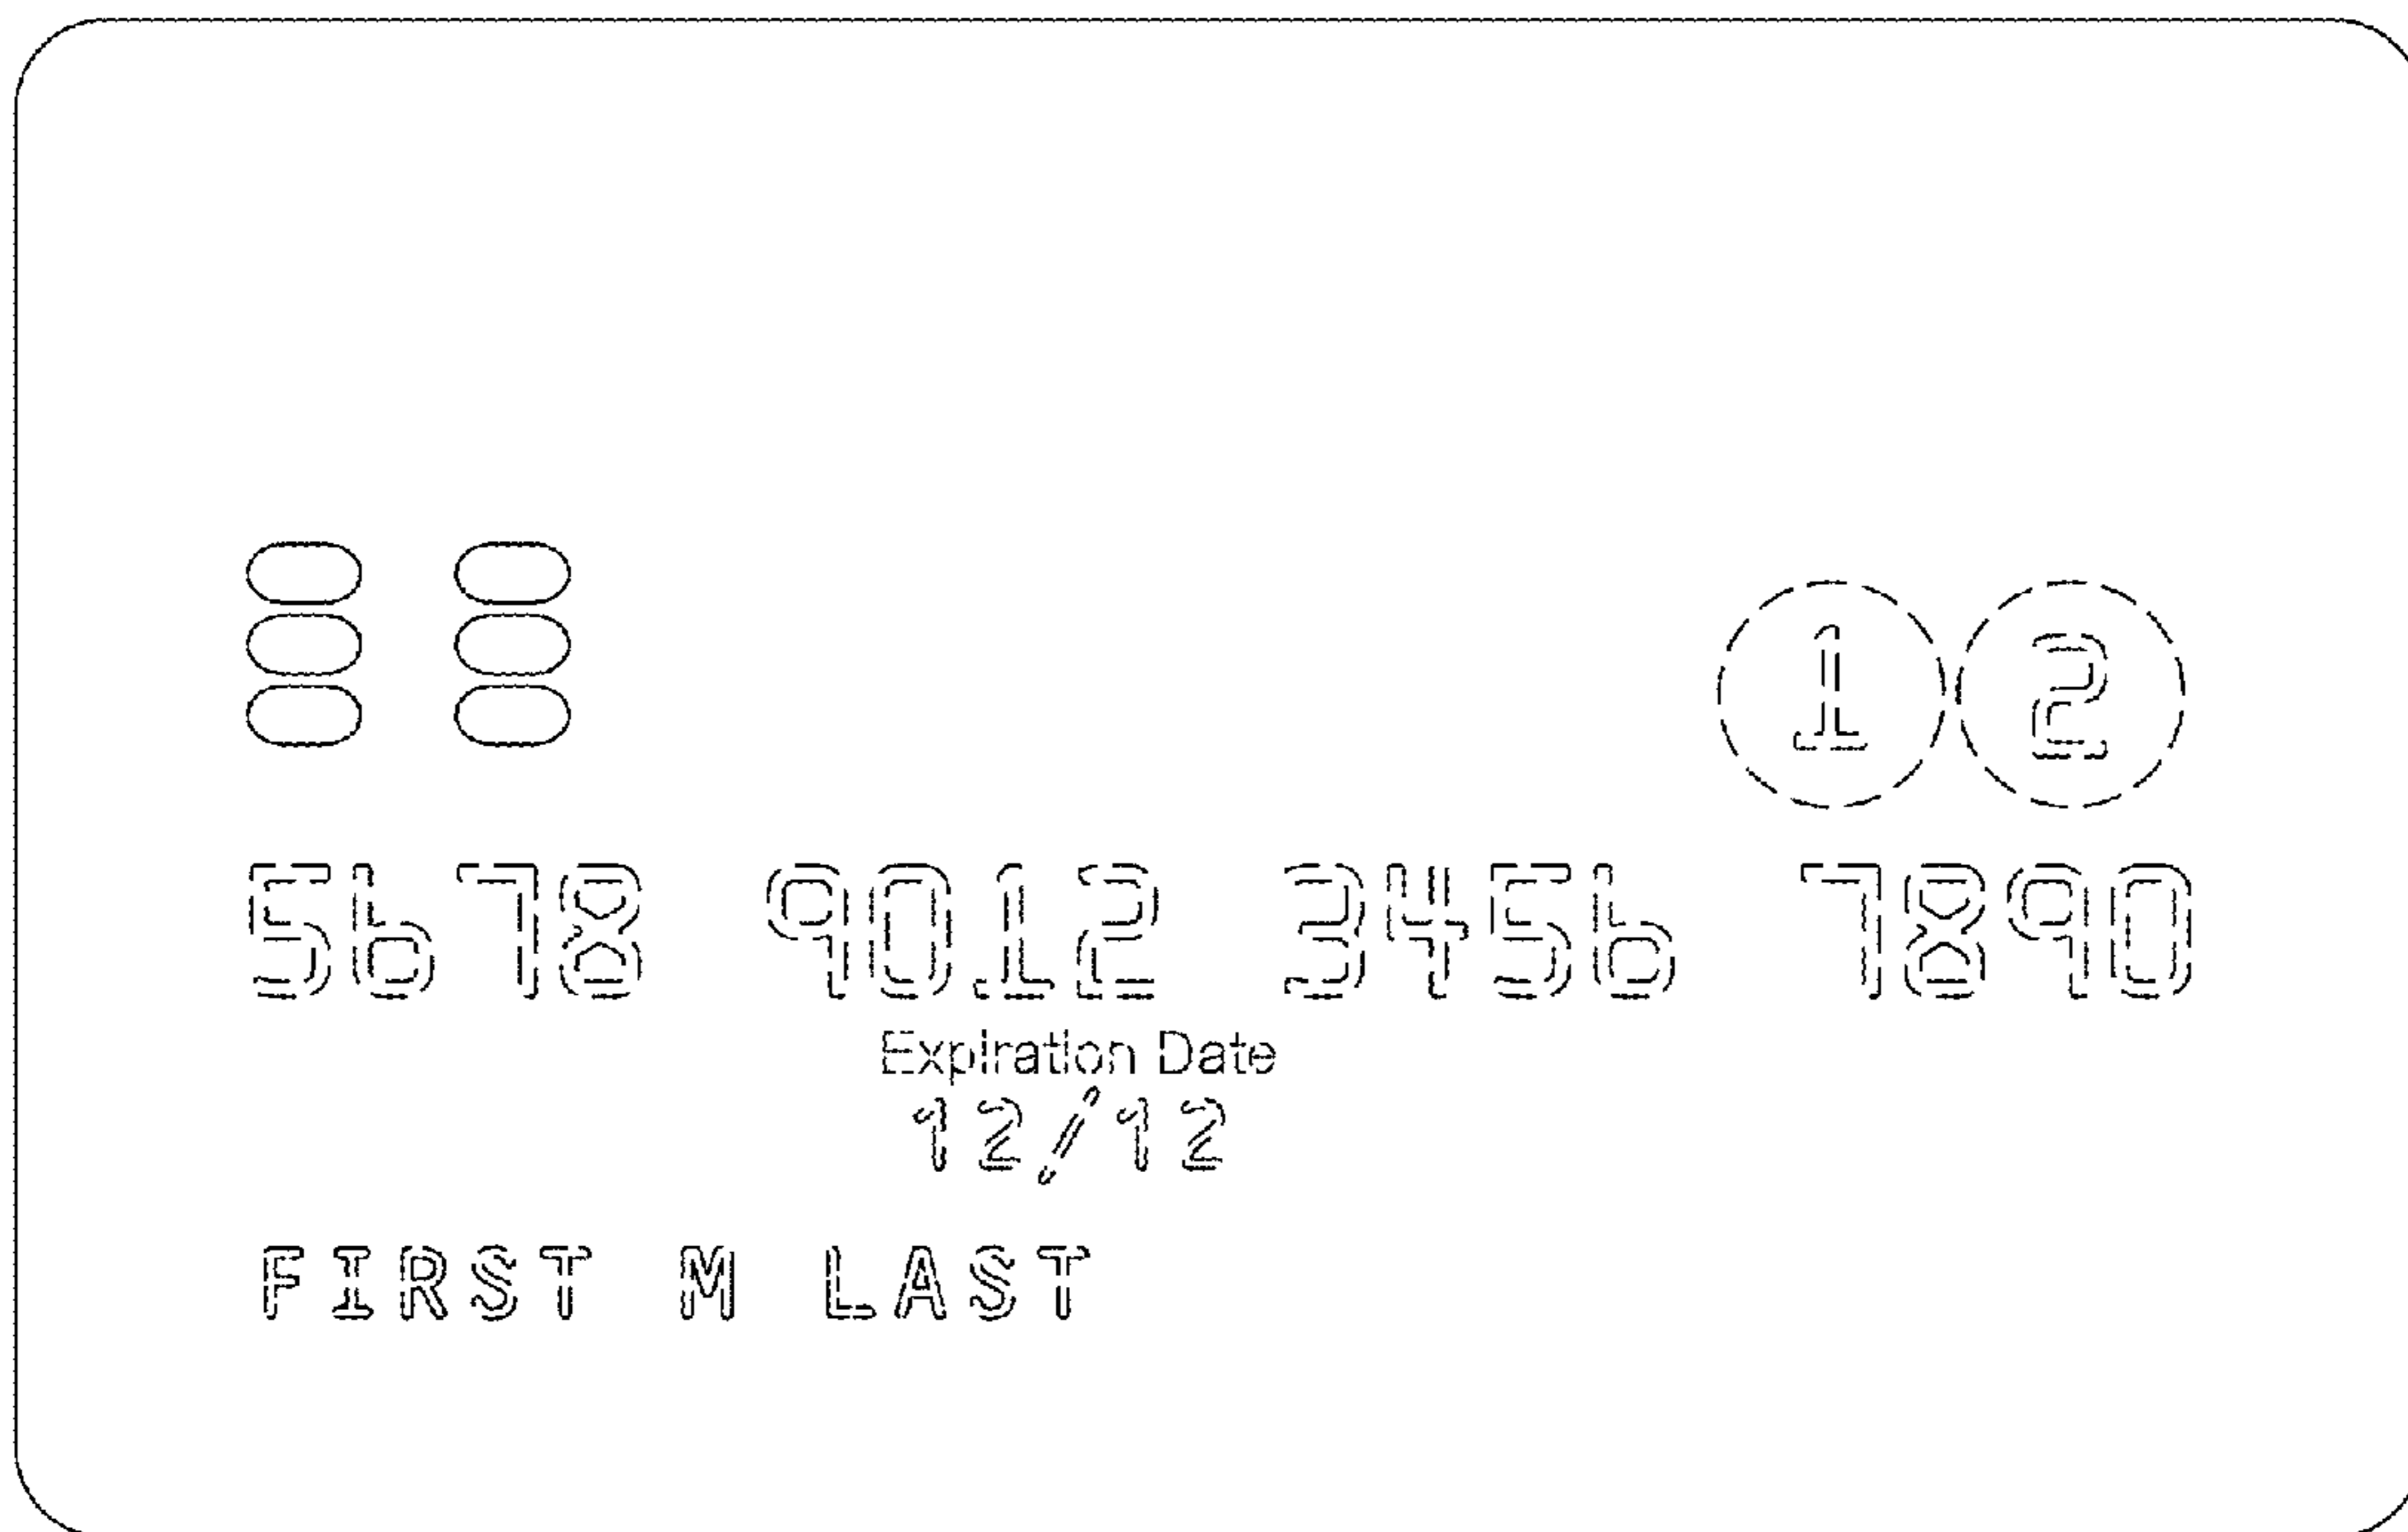 1 2
5678 9012 3456 7890
Expiration Date
12/12
FIRST M LAST